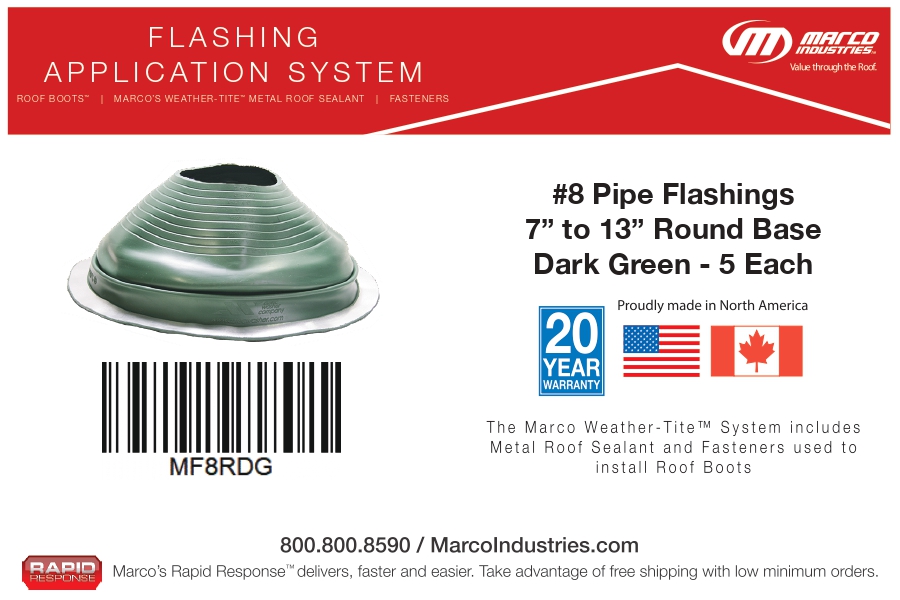 FLASHING
APPLICATION SYSTEM
ROOF BOOTS™ | MARCO'S WEATHER-TITE™ METAL ROOF SEALANT | FASTENERS
MARCO
INDUSTRIES™
Value through the Roof.
#8 Pipe Flashings
7” to 13” Round Base
Dark Green - 5 Each
company
Proudly made in North America
20
YEAR
WARRANTY
MF8RDG
The Marco Weather-Tite™ System includes
Metal Roof Sealant and Fasteners used to
install Roof Boots
800.800.8590 / MarcoIndustries.com
RAPID
RESPONSE
Marco's Rapid Response™ delivers, faster and easier. Take advantage of free shipping with low minimum orders.